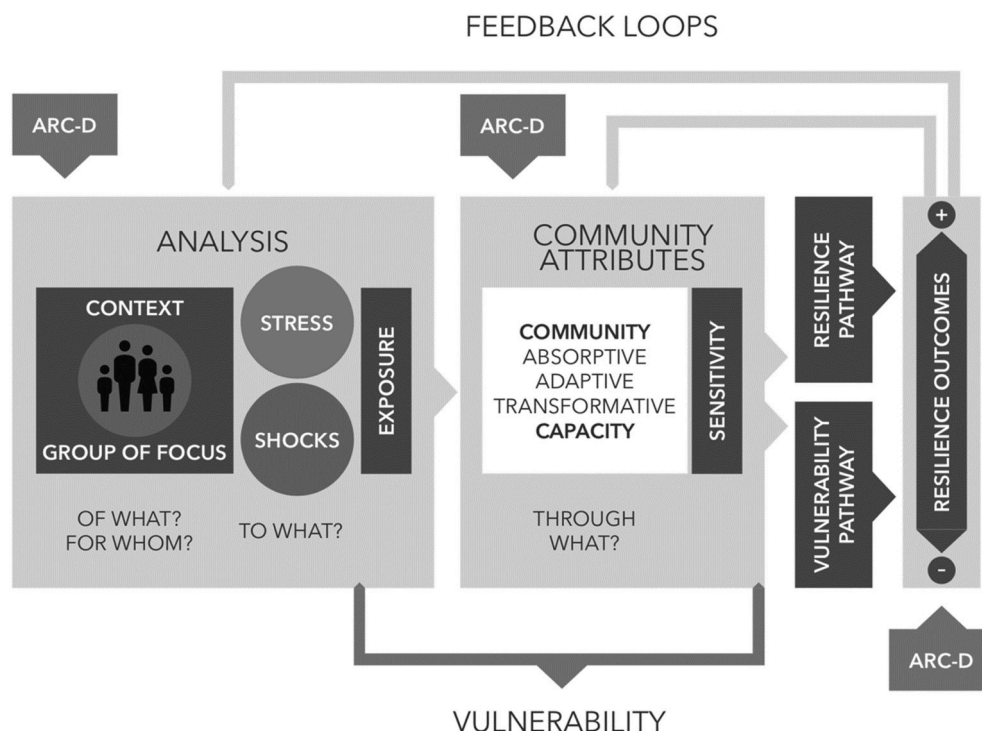 FEEDBACK LOOPS
ARC-D
ARC-D
ANALYSIS
CONTEXT
GROUP OF FOCUS
STRESS
SHOCKS
EXPOSURE
OF WHAT?
FOR WHOM?
TO WHAT?
COMMUNITY
ATTRIBUTES
COMMUNITY
ABSORPTIVE
ADAPTIVE
TRANSFORMATIVE
CAPACITY
SENSITIVITY
THROUGH
WHAT?
RESILIENCE
PATHWAY
VULNERABILITY
PATHWAY
+
RESILIENCE OUTCOMES
-
ARC-D
VULNERABILITY